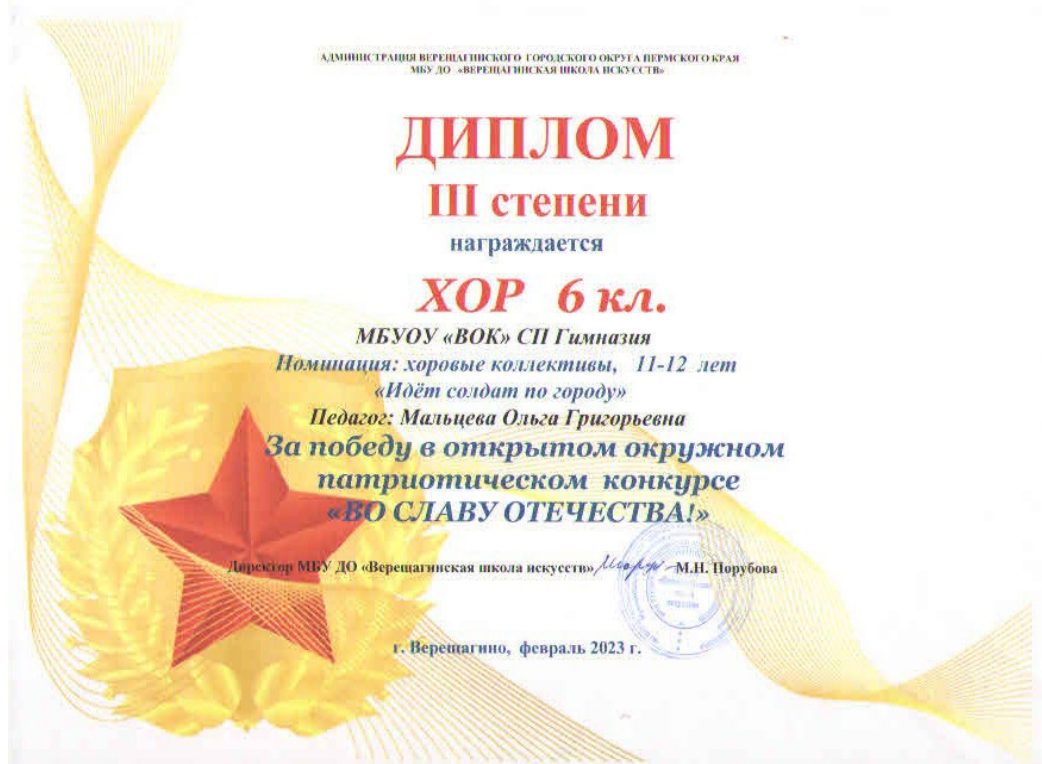 АДМИНИСТРАЦИЯ ВЕРЕЩАГИНСКОГО ГОРОДСКОГО ОКРУГА ПЕРМСКОГО КРАЯ
МБУ ДО «ВЕРЕЩАГИНСКАЯ ШКОЛА ИСКУССТВ»
ДИПЛОМ
III степени
награждается
ХОР 6 кл.
МБУОУ «ВОК» СП Гимназия
Номинация: хоровые коллективы, 11-12 лет
«Идёт солдат по городу»
Педагог: Мальцева Ольга Григорьевна
За победу в открытом окружном
патриотическом конкурсе
«ВО СЛАВУ ОТЕЧЕСТВА!»
Директор МБУ ДО «Верещагинская школа искусств» М.Н. Порубова
г. Верещагино, февраль 2023 г.